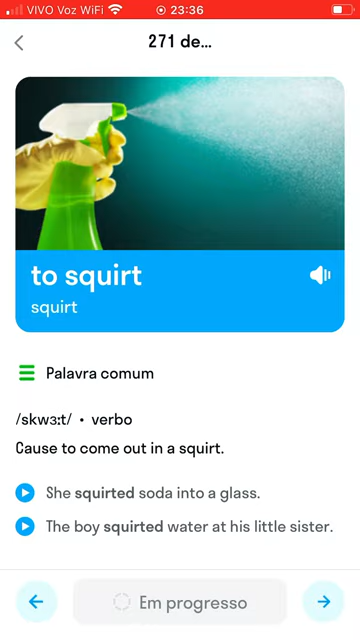 VIVO Voz WiFi 23:36
271 de...
to squirt
squirt
Palavra comum
/skwɜːt/ • verbo
Cause to come out in a squirt.
She squirted soda into a glass.
The boy squirted water at his little sister.
Em progresso